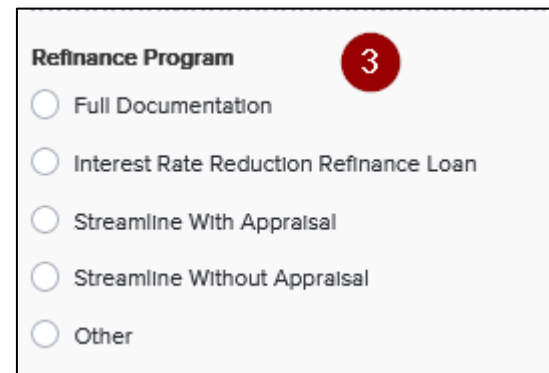 Refinance Program
3
Full Documentation
Interest Rate Reduction Refinance Loan
Streamline With Appraisal
Streamline Without Appraisal
Other